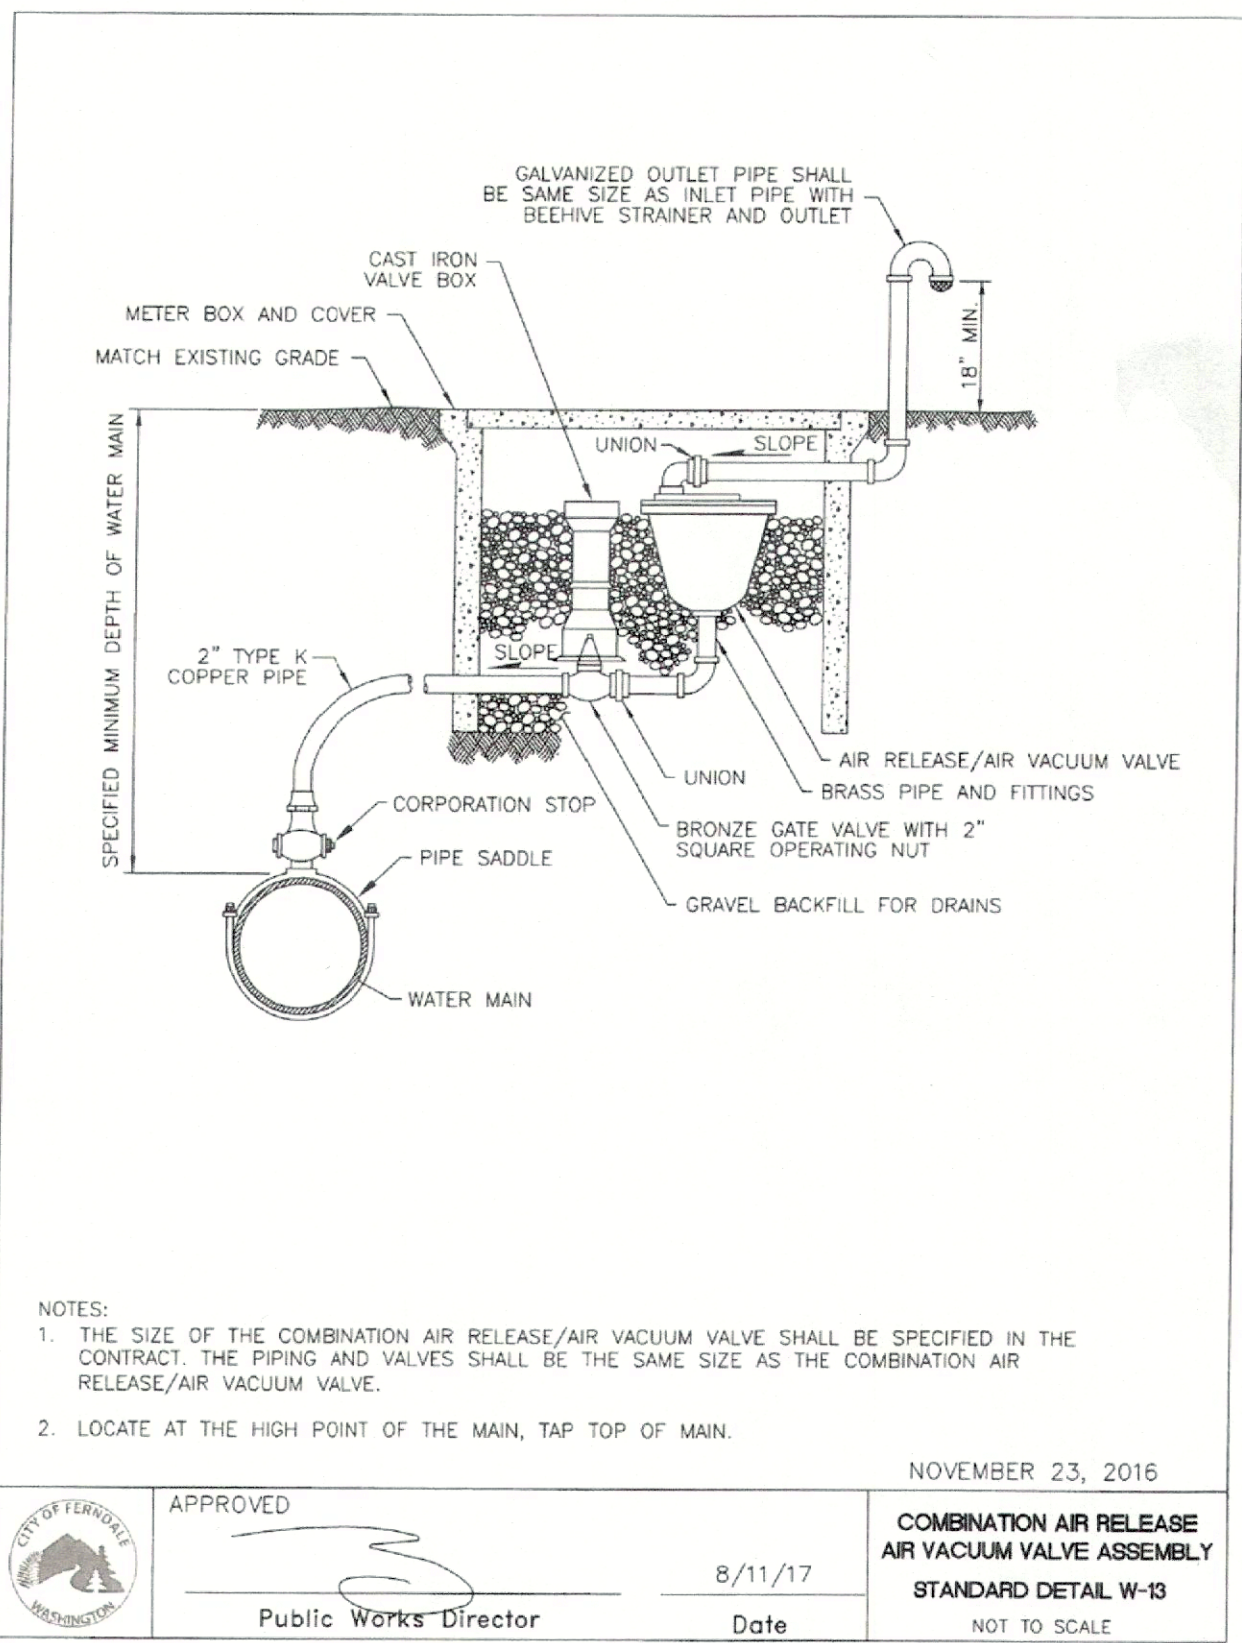 GALVANIZED OUTLET PIPE SHALL
BE SAME SIZE AS INLET PIPE WITH
BEEHIVE STRAINER AND OUTLET
CAST IRON
VALVE BOX
METER BOX AND COVER
MATCH EXISTING GRADE
18" MIN.
UNION
SLOPE
SPECIFIED MINIMUM DEPTH OF WATER MAIN
2" TYPE K
COPPER PIPE
SLOPE
AIR RELEASE/AIR VACUUM VALVE
UNION
BRASS PIPE AND FITTINGS
CORPORATION STOP
BRONZE GATE VALVE WITH 2"
SQUARE OPERATING NUT
PIPE SADDLE
GRAVEL BACKFILL FOR DRAINS
WATER MAIN
NOTES:
1. THE SIZE OF THE COMBINATION AIR RELEASE/AIR VACUUM VALVE SHALL BE SPECIFIED IN THE
CONTRACT. THE PIPING AND VALVES SHALL BE THE SAME SIZE AS THE COMBINATION AIR
RELEASE/AIR VACUUM VALVE.
2. LOCATE AT THE HIGH POINT OF THE MAIN, TAP TOP OF MAIN.
NOVEMBER 23, 2016
CITY OF FERNDALE
WASHINGTON
APPROVED
8/11/17
Public Works Director
Date
COMBINATION AIR RELEASE
AIR VACUUM VALVE ASSEMBLY
STANDARD DETAIL W-13
NOT TO SCALE